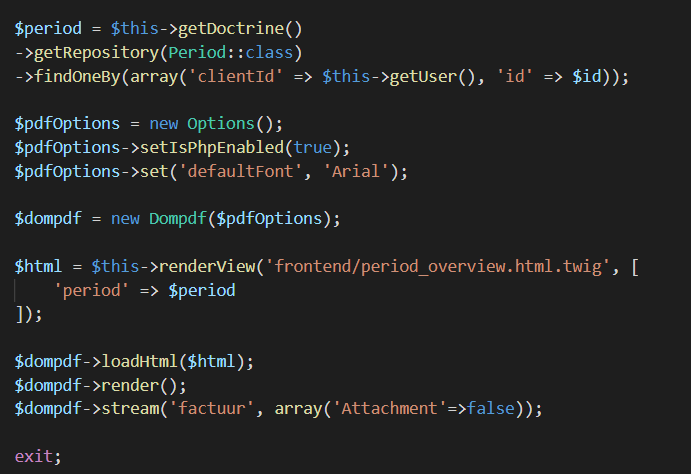 $period = $this->getDoctrine()
->getRepository(Period::class)
->findOneBy(array('clientId' => $this->getUser(), 'id' => $id));
$pdfOptions = new Options();
$pdfOptions->setIsPhpEnabled(true);
$pdfOptions->set('defaultFont', 'Arial');
$dompdf = new Dompdf($pdfOptions);
$html = $this->renderView('frontend/period_overview.html.twig', [
    'period' => $period
]);
$dompdf->loadHtml($html);
$dompdf->render();
$dompdf->stream('factuur', array('Attachment'=>false));
exit;